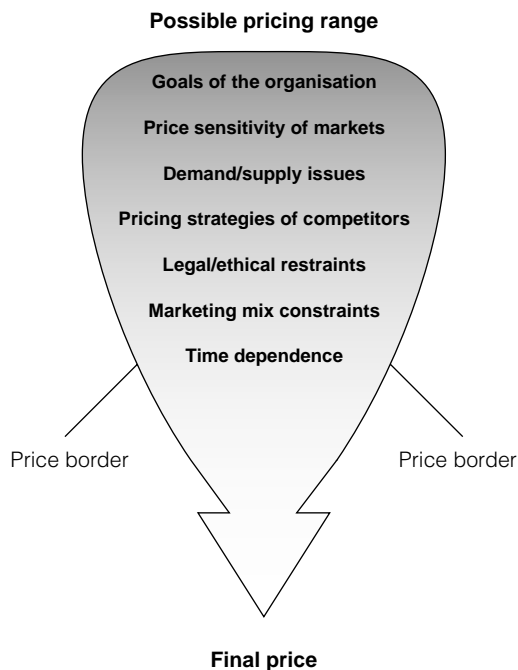 Possible pricing range
Goals of the organisation
Price sensitivity of markets
Demand/supply issues
Pricing strategies of competitors
Legal/ethical restraints
Marketing mix constraints
Time dependence
Price border
Price border
Final price